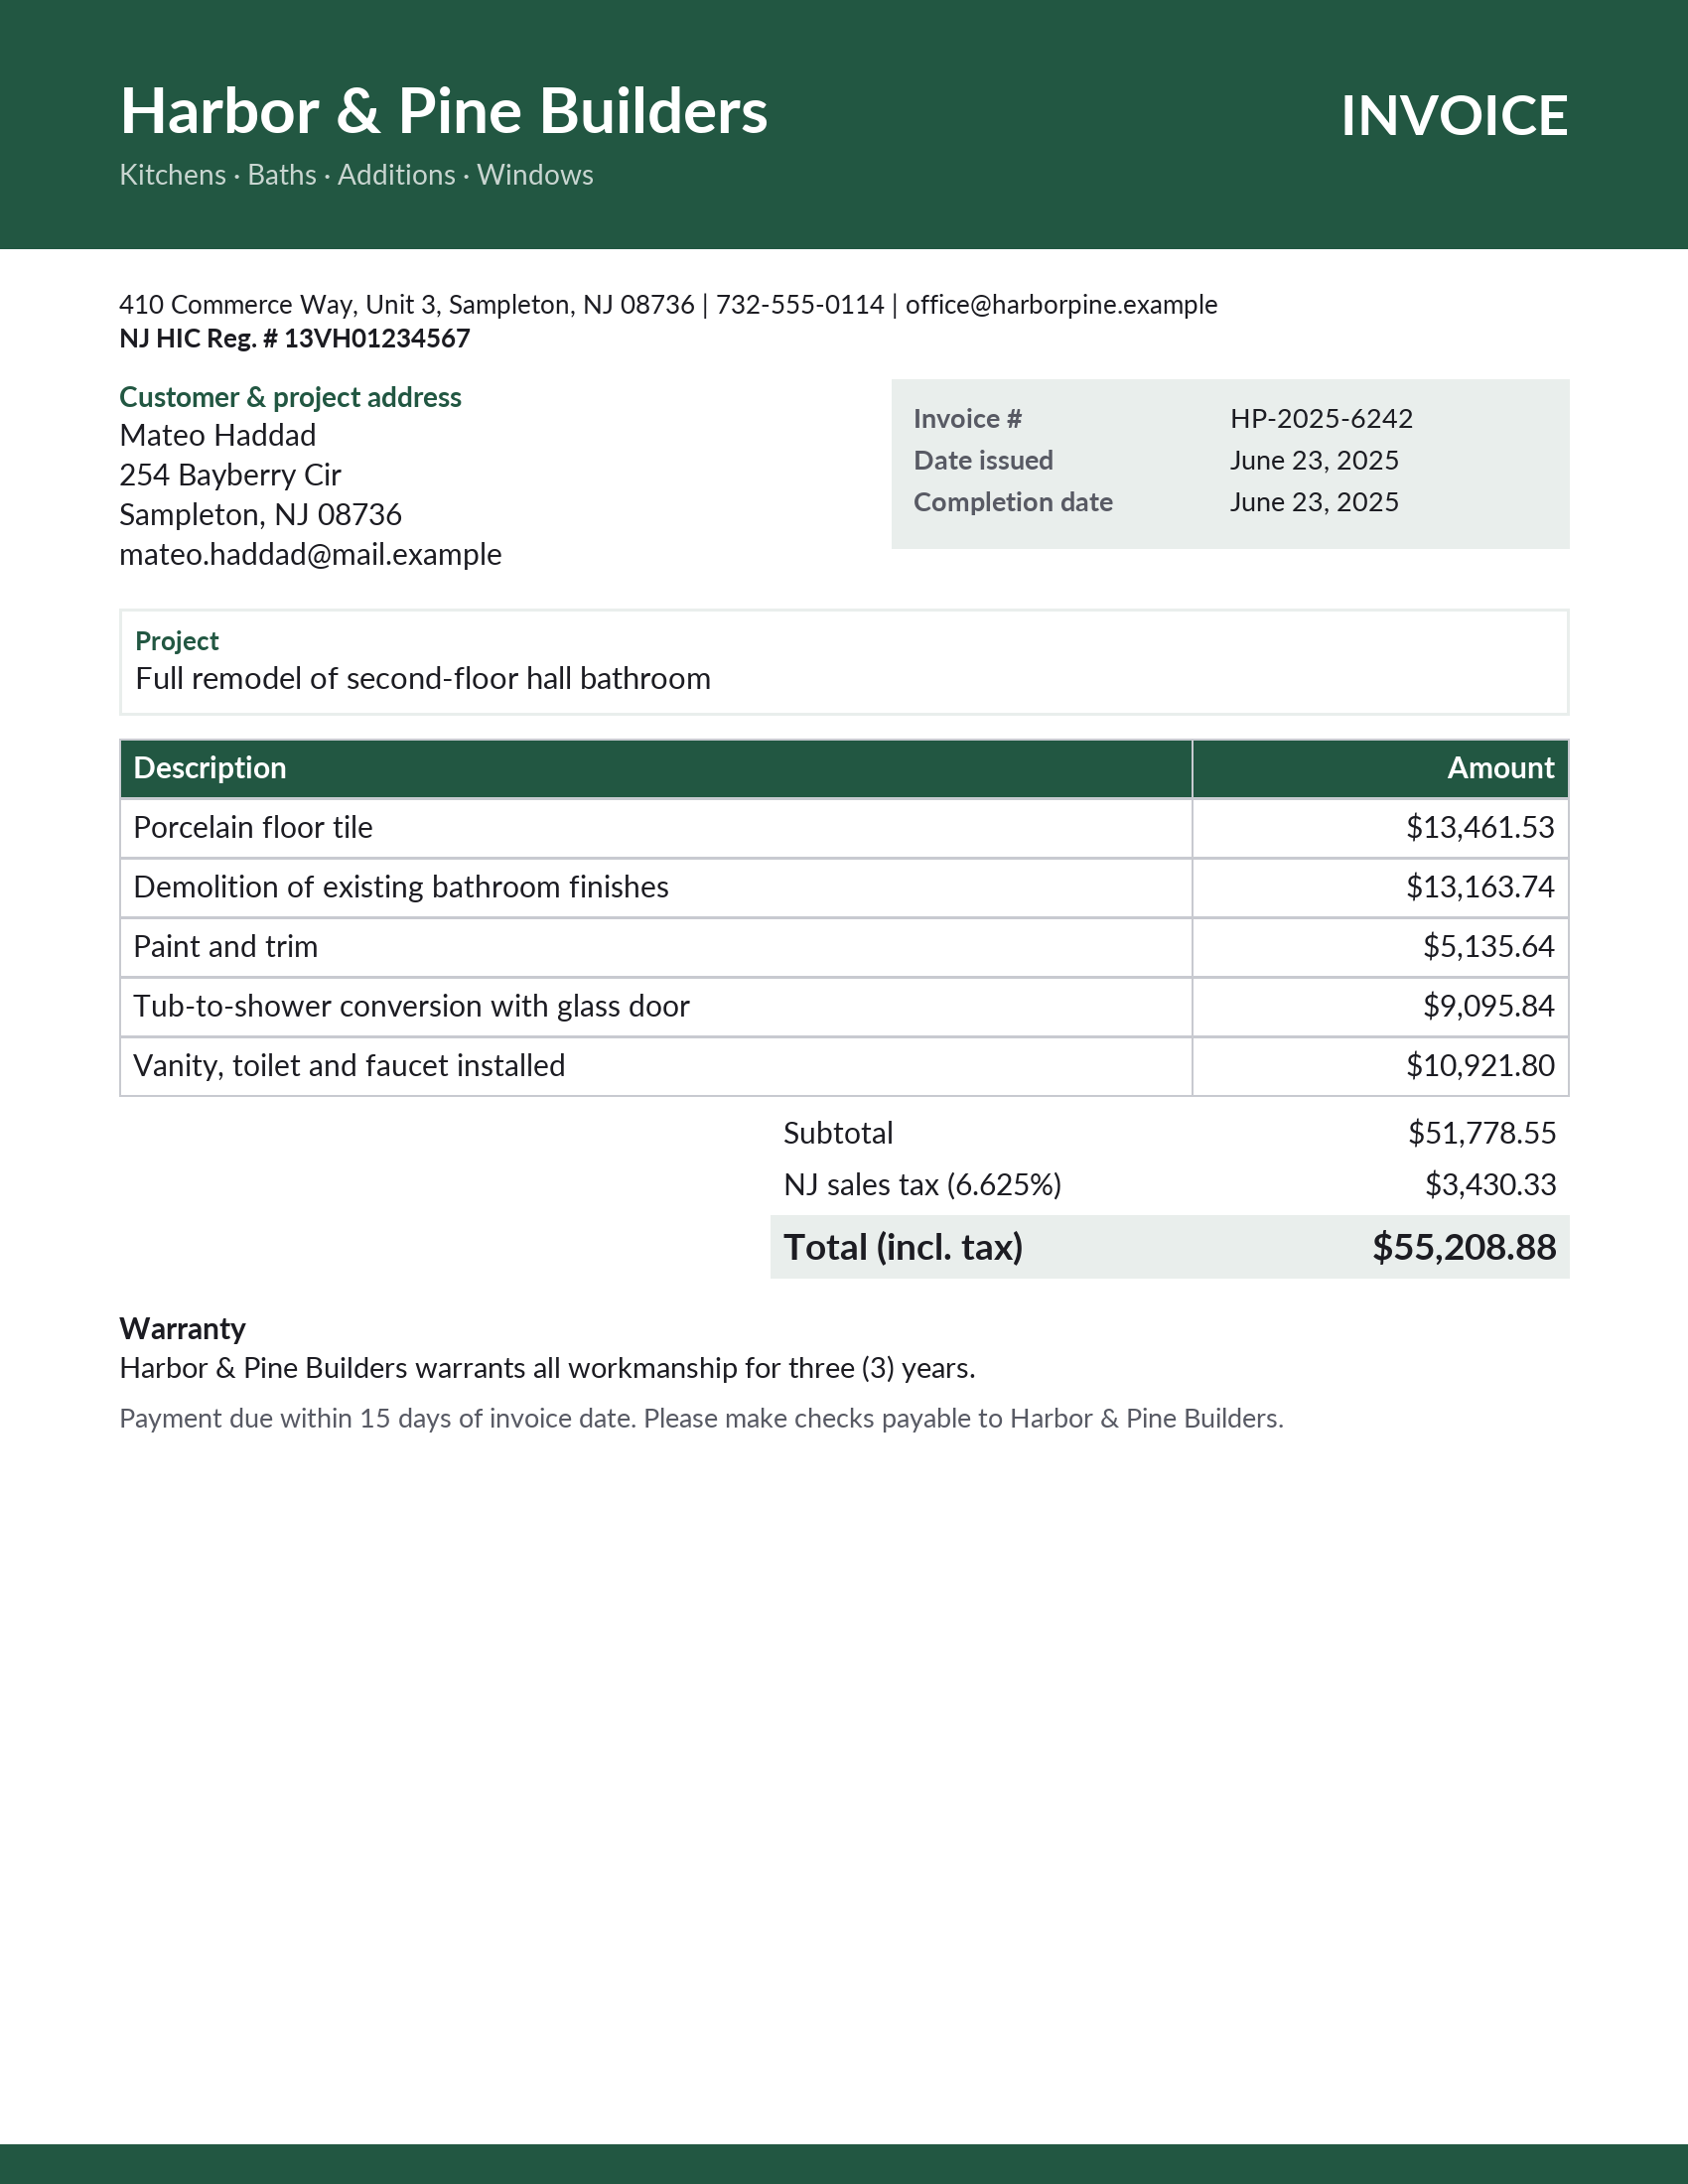 Harbor & Pine Builders
INVOICE
Kitchens · Baths · Additions · Windows
410 Commerce Way, Unit 3, Sampleton, NJ 08736 | 732-555-0114 | office@harborpine.example
NJ HIC Reg. # 13VH01234567
Customer & project address
Mateo Haddad
254 Bayberry Cir
Sampleton, NJ 08736
mateo.haddad@mail.example
Invoice # HP-2025-6242
Date issued June 23, 2025
Completion date June 23, 2025
Project
Full remodel of second-floor hall bathroom
Description Amount
Porcelain floor tile $13,461.53
Demolition of existing bathroom finishes $13,163.74
Paint and trim $5,135.64
Tub-to-shower conversion with glass door $9,095.84
Vanity, toilet and faucet installed $10,921.80
Subtotal $51,778.55
NJ sales tax (6.625%) $3,430.33
Total (incl. tax) $55,208.88
Warranty
Harbor & Pine Builders warrants all workmanship for three (3) years.
Payment due within 15 days of invoice date. Please make checks payable to Harbor & Pine Builders.